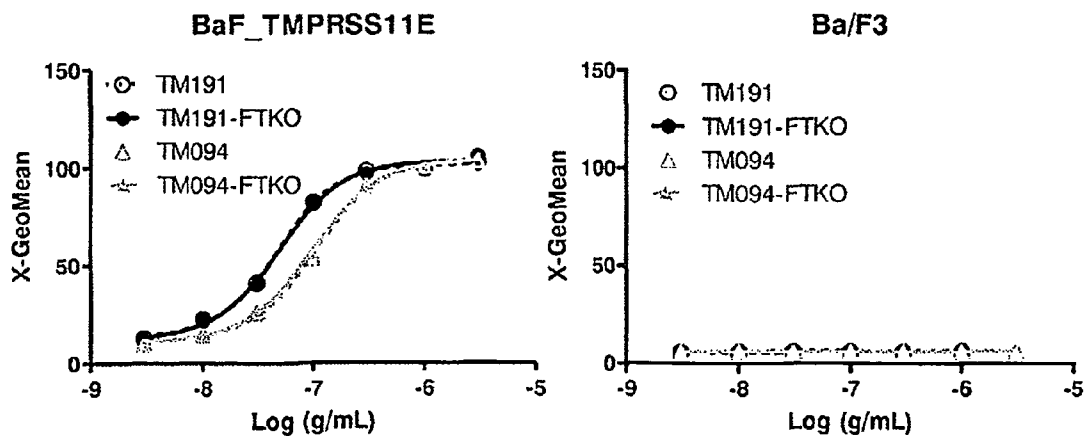 BaF_TMPRSS11E
150
100
50
0
X-GeoMean
TM191
TM191-FTKO
TM094
TM094-FTKO
-9
-8
-7
-6
-5
Log (g/mL)
Ba/F3
150
100
50
0
X-GeoMean
TM191
TM191-FTKO
TM094
TM094-FTKO
-9
-8
-7
-6
-5
Log (g/mL)